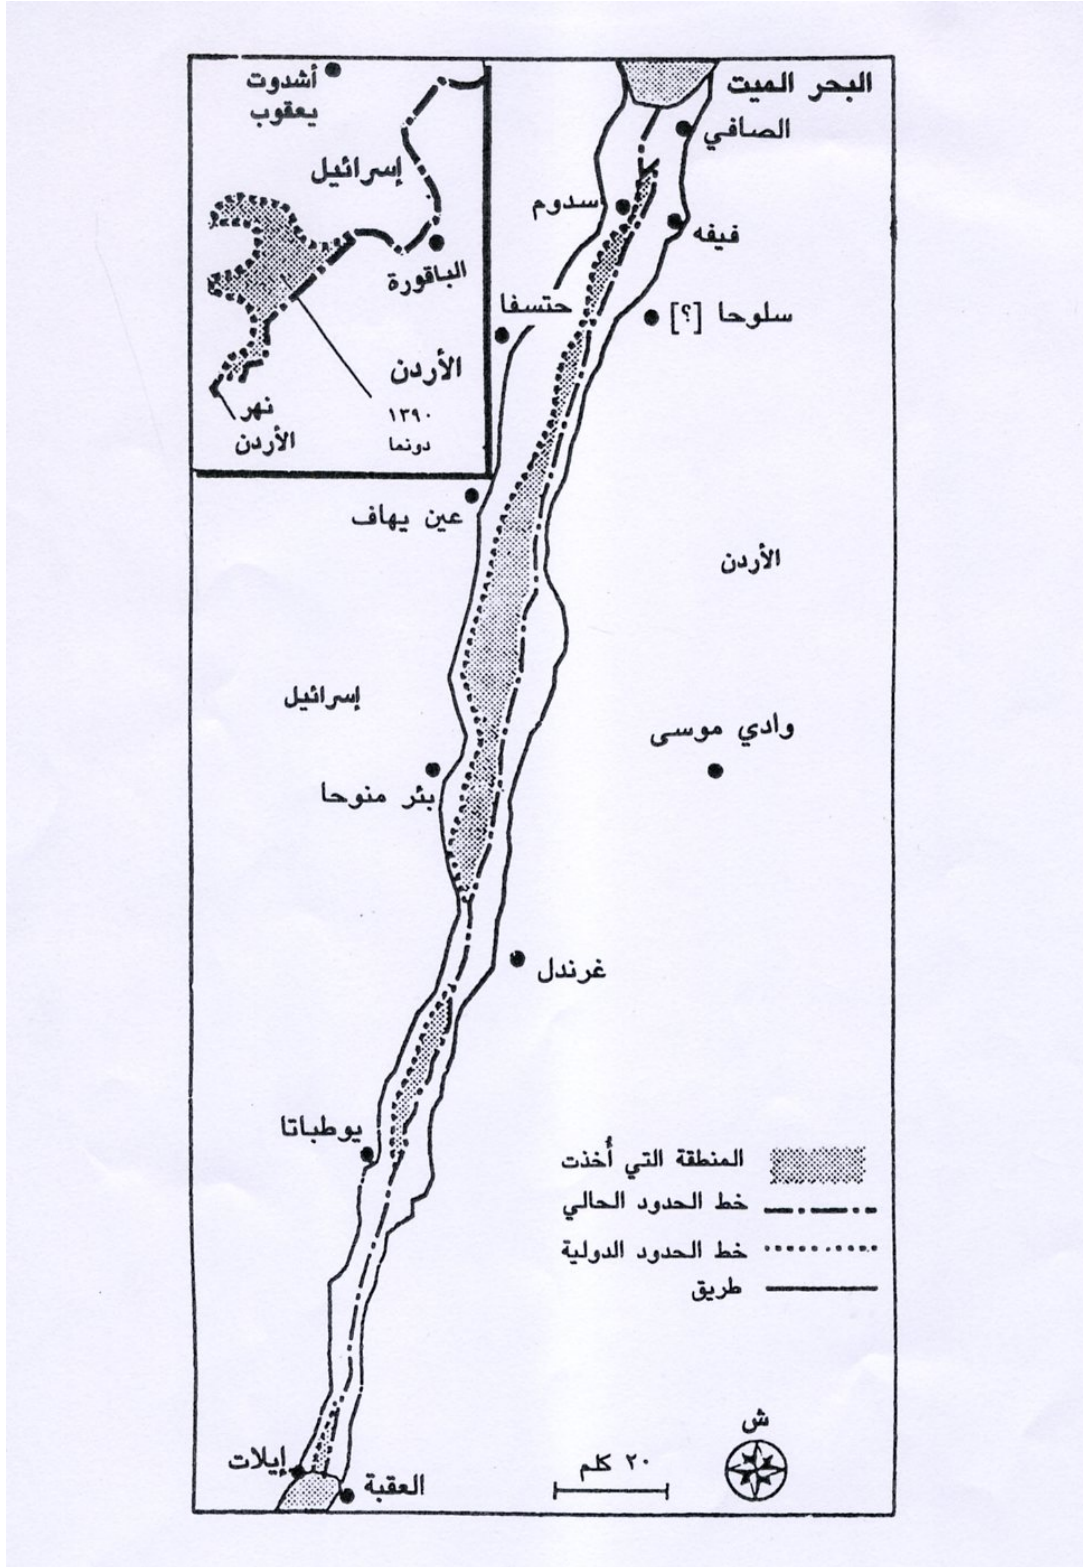 أشدوت
يعقوب
إسرائيل
الباقورة
الأردن
١٣٩٠
دونما
نهر
الأردن
البحر الميت
الصافي
سدوم
فيفه
حتسفا
سلوحا [؟]
عين يهاف
الأردن
إسرائيل
وادي موسى
بئر منوحا
غرندل
يوطباتا
المنطقة التي أُخذت
خط الحدود الحالي
خط الحدود الدولية
طريق
ش
٢٠ كلم
إيلات
العقبة